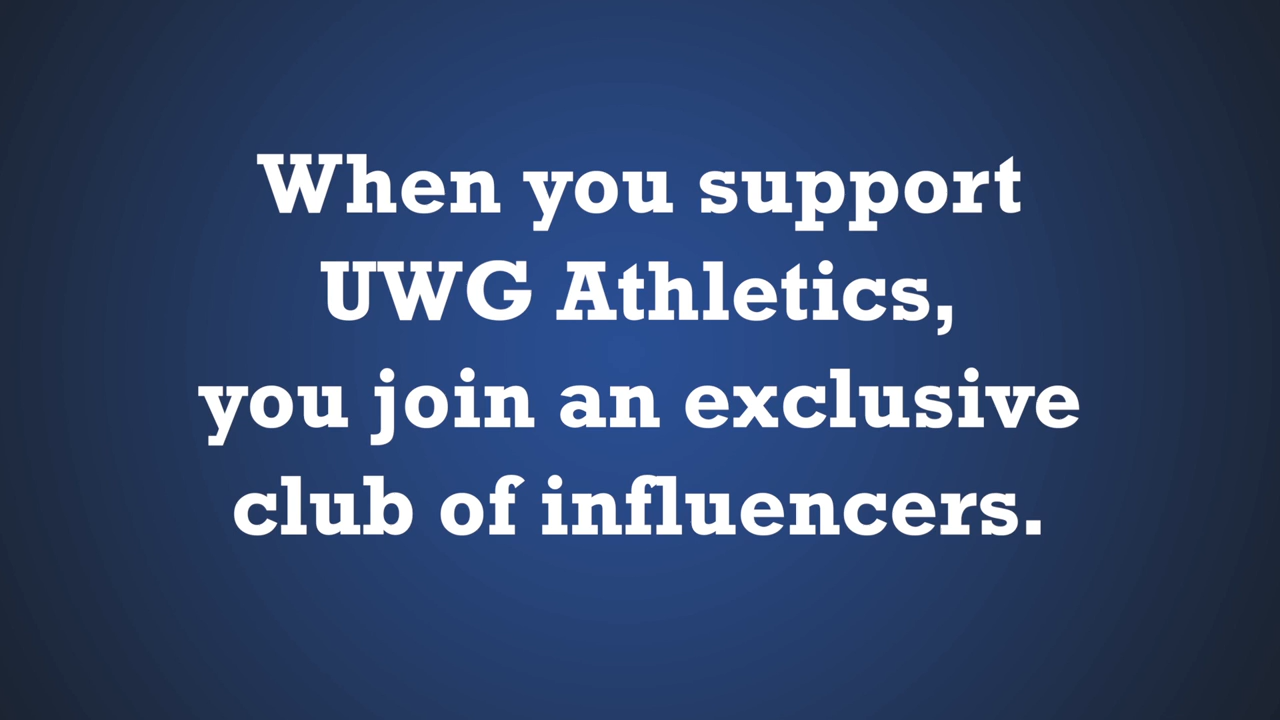 When you support
UWG Athletics,
you join an exclusive
club of influencers.